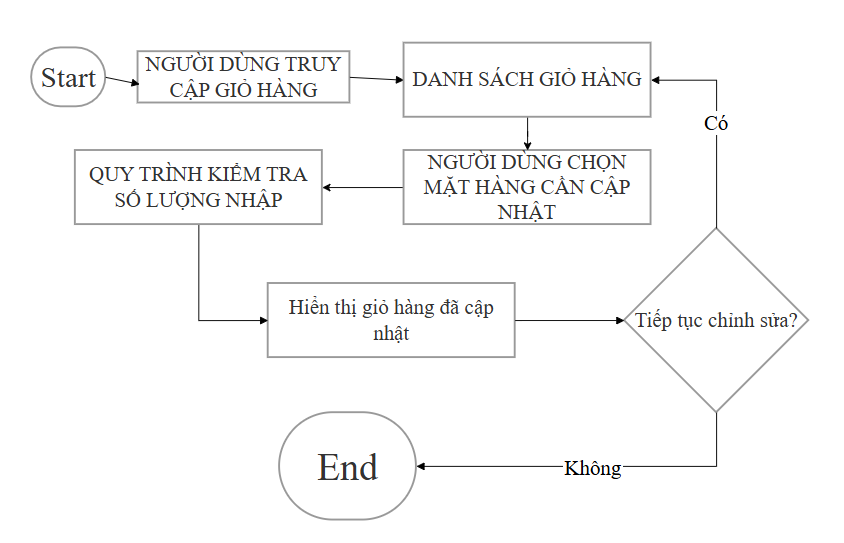 Start
NGƯỜI DÙNG TRUY
CẬP GIỎ HÀNG
DANH SÁCH GIỎ HÀNG
Có
NGƯỜI DÙNG CHỌN
MẶT HÀNG CẦN CẬP
NHẬT
QUY TRÌNH KIỂM TRA
SỐ LƯỢNG NHẬP
Hiển thị giỏ hàng đã cập
nhật
Tiếp tục chỉnh sửa?
Không
End